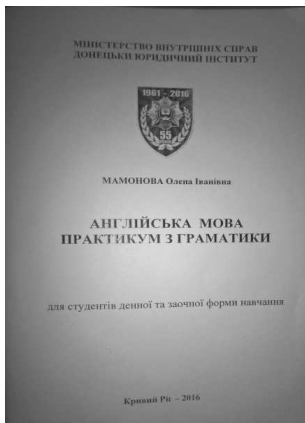 МІНІСТЕРСТВО ВНУТРІШНІХ СПРАВ
ДОНЕЦЬКИ ЮРИДИЧНИЙ ІНСТИТУТ
1961 - 2016
55
МАМОНОВА Олена Іванівна
АНГЛІЙСЬКА МОВА
ПРАКТИКУМ З ГРАМАТИКИ
для студентів денної та заочної форми навчання
Кривий Ріг – 2016